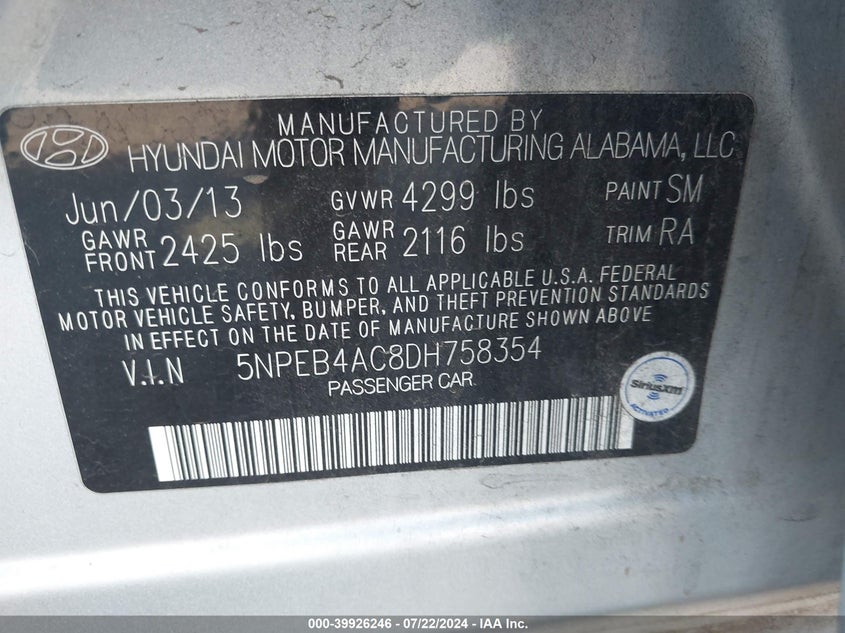 MANUFACTURED BY
HYUNDAI MOTOR MANUFACTURING ALABAMA, LLC
Jun/03/13 GVWR 4299 lbs PAINT SM
GAWR FRONT 2425 lbs GAWR REAR 2116 lbs TRIM RA
THIS VEHICLE CONFORMS TO ALL APPLICABLE U.S.A. FEDERAL
MOTOR VEHICLE SAFETY, BUMPER, AND THEFT PREVENTION STANDARDS
IN EFFECT ON THE DATE OF MANUFACTURE SHOWN ABOVE.
V.I.N 5NPEB4AC8DH758354
PASSENGER CAR
SiriusXM
ACTIVATED
000-39926246 - 07/22/2024 - IAA Inc.